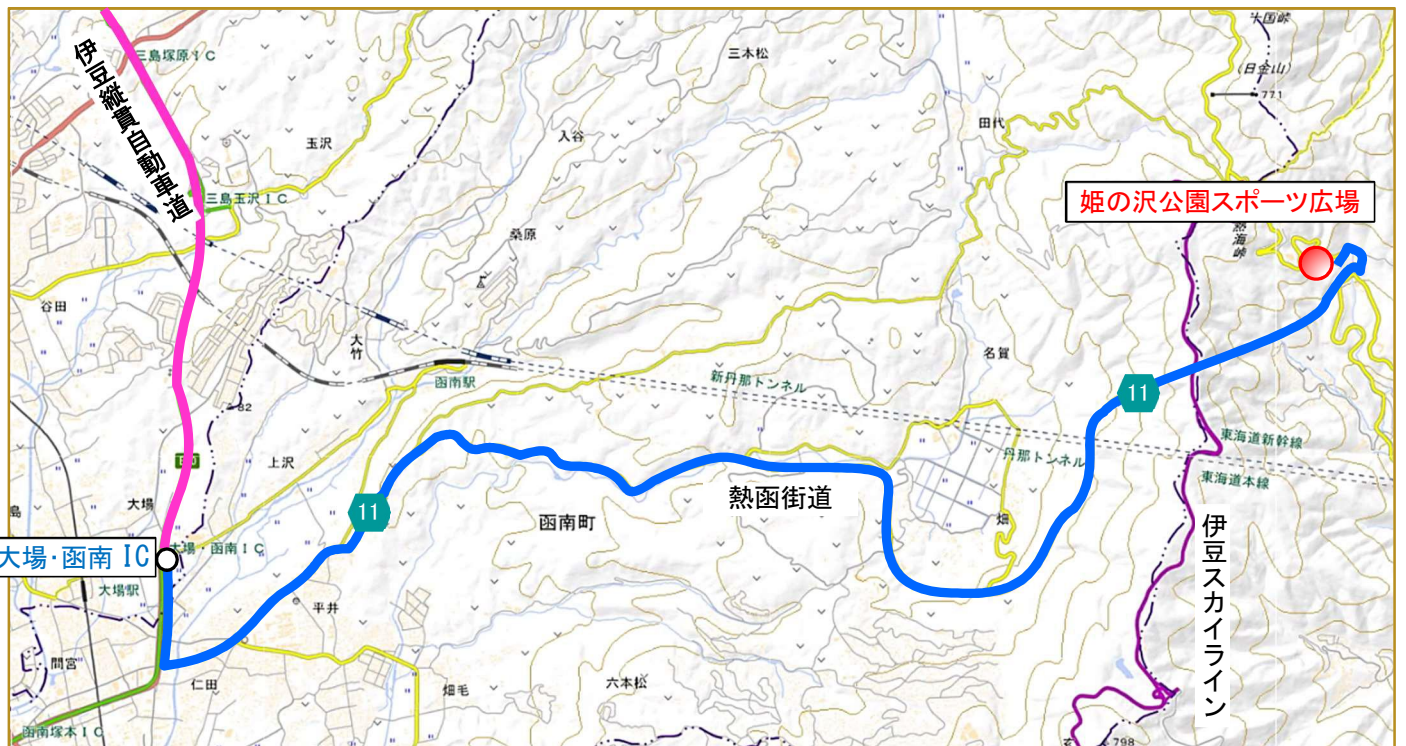 十国峠
(日金山)
771
三島塚原IC
伊豆縦貫自動車道
三本松
田代
玉沢
入谷
三島玉沢IC
姫の沢公園スポーツ広場
熱海峠
桑原
谷田
大竹
函南駅
新丹那トンネル
名賀
11
82
東海道新幹線
丹那トンネル
東海道本線
上沢
熱函街道
大場
11
函南町
畑
島
伊豆スカイライン
大場・函南IC
大場・函南 IC
大場駅
平井
間宮
仁田
畑毛
六本松
函南塚本IC
玄
798